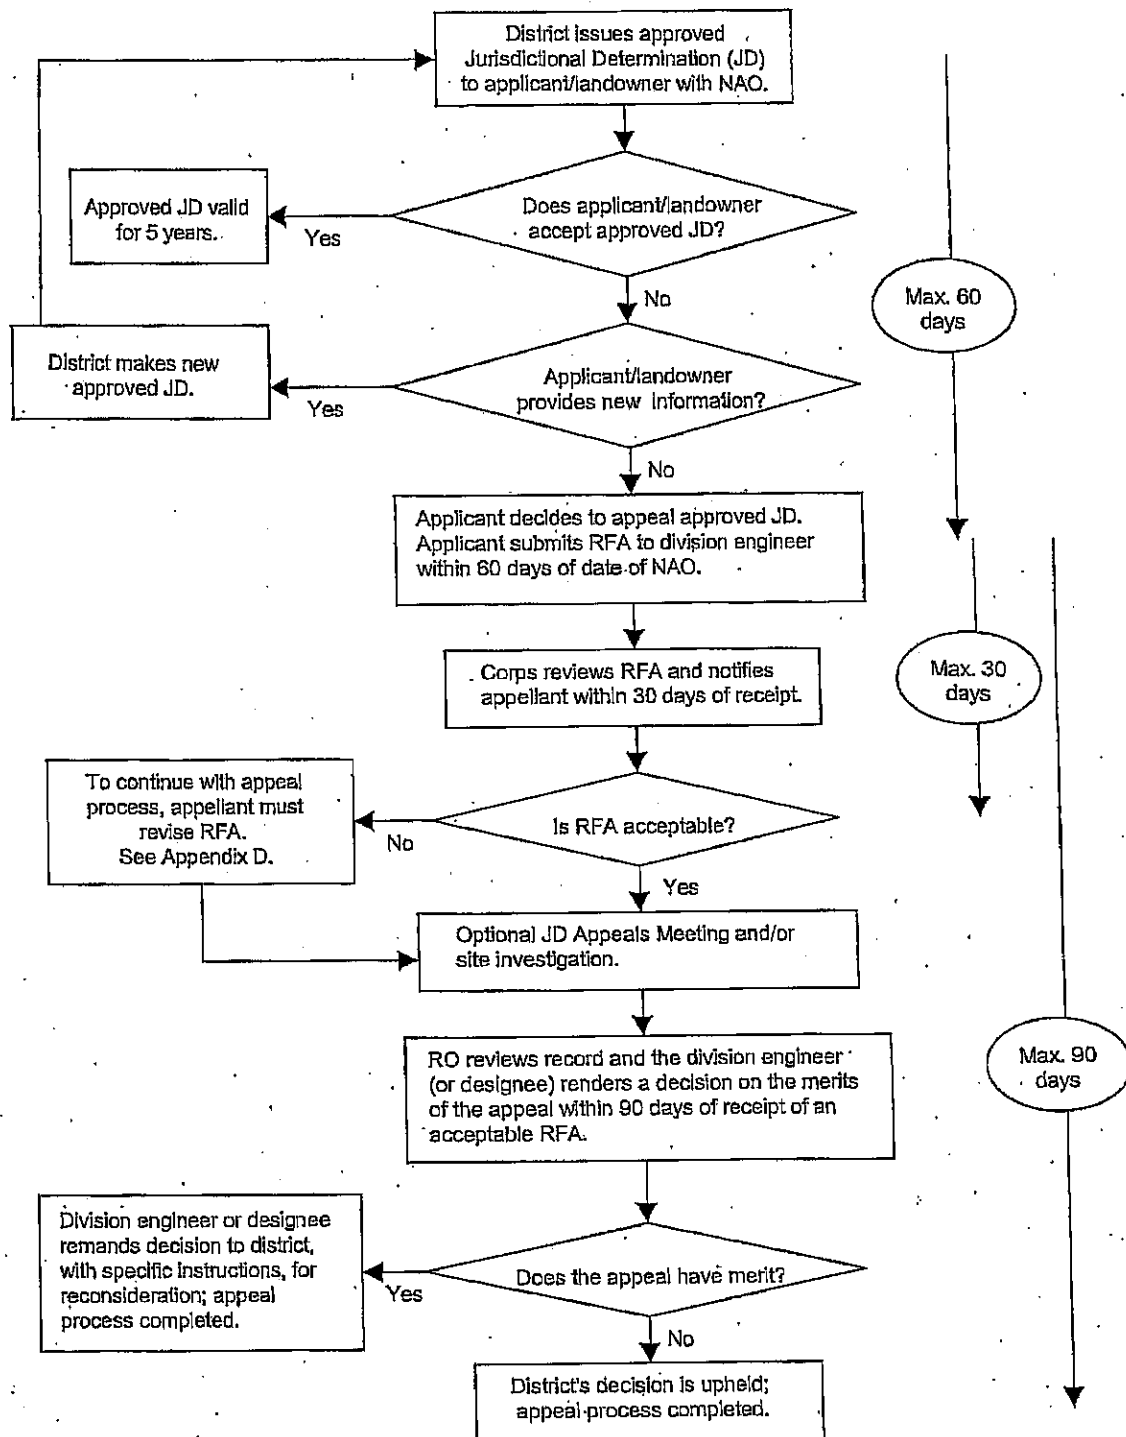 District issues approved
Jurisdictional Determination (JD)
to applicant/landowner with NAO.
Approved JD valid
for 5 years.
Yes
Does applicant/landowner
accept approved JD?
No
Max. 60
days
District makes new
approved JD.
Yes
Applicant/landowner
provides new information?
No
Applicant decides to appeal approved JD.
Applicant submits RFA to division engineer
within 60 days of date of NAO.
Corps reviews RFA and notifies
appellant within 30 days of receipt.
Max. 30
days
To continue with appeal
process, appellant must
revise RFA.
See Appendix D.
No
Is RFA acceptable?
Yes
Optional JD Appeals Meeting and/or
site investigation.
RO reviews record and the division engineer
(or designee) renders a decision on the merits
of the appeal within 90 days of receipt of an
acceptable RFA.
Max. 90
days
Division engineer or designee
remands decision to district,
with specific instructions, for
reconsideration; appeal
process completed.
Yes
Does the appeal have merit?
No
District's decision is upheld;
appeal process completed.